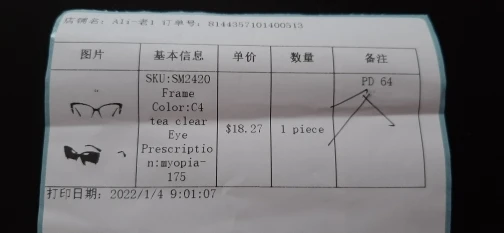 店铺名: Ali-老1 订单号: 8144357101400513
图片 基本信息 单价 数量 备注
SKU:SM2420
Frame
Color:C4
tea clear
Eye
Prescriptio
n:myopia-
175
$18.27
1 piece
PD 64
打印日期: 2022/1/4 9:01:07